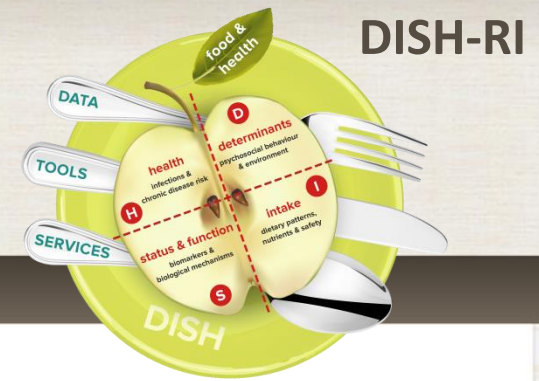 DISH-RI
food &
health
DATA
TOOLS
SERVICES
D
determinants
psychosocial behaviour
& environment
health
infections &
chronic disease risk
H
I
intake
dietary patterns,
nutrients & safety
status & function
biomarkers &
biological mechanisms
S
DISH